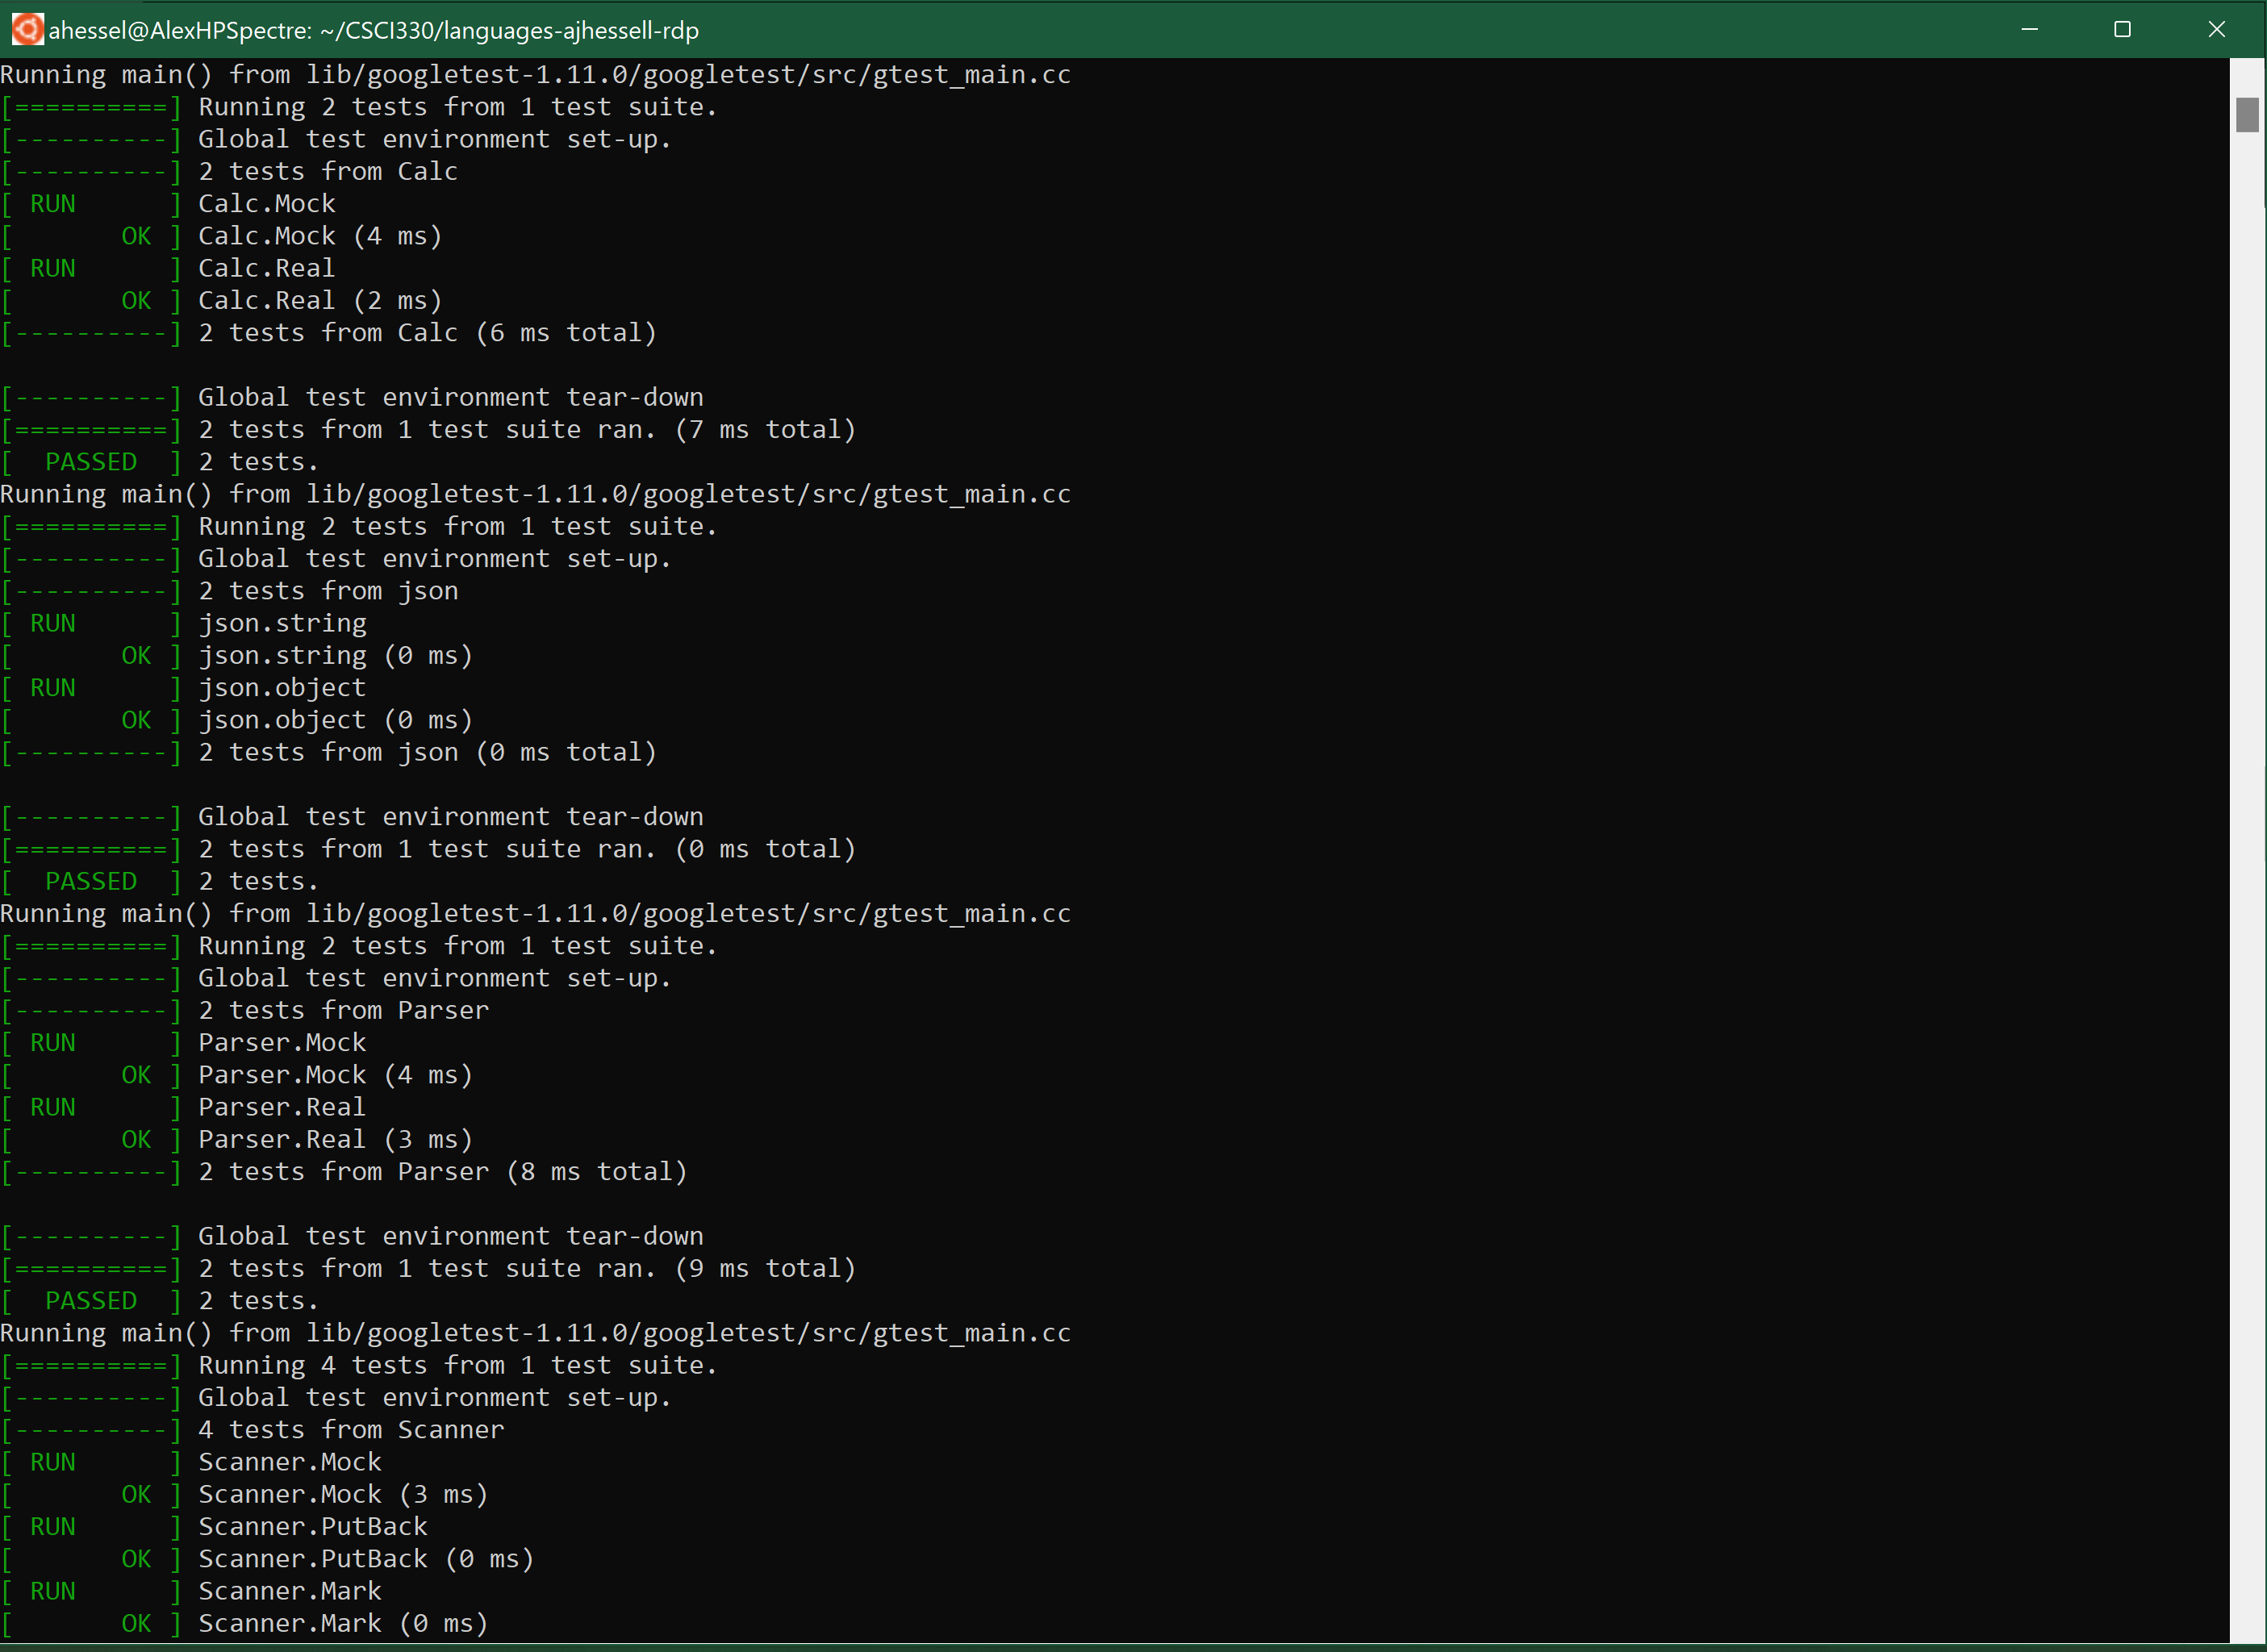 ahessel@AlexHPSpectre: ~/CSCI330/languages-ajhessell-rdp
Running main() from lib/googletest-1.11.0/googletest/src/gtest_main.cc
[==========] Running 2 tests from 1 test suite.
[----------] Global test environment set-up.
[----------] 2 tests from Calc
[ RUN      ] Calc.Mock
[       OK ] Calc.Mock (4 ms)
[ RUN      ] Calc.Real
[       OK ] Calc.Real (2 ms)
[----------] 2 tests from Calc (6 ms total)

[----------] Global test environment tear-down
[==========] 2 tests from 1 test suite ran. (7 ms total)
[  PASSED  ] 2 tests.
Running main() from lib/googletest-1.11.0/googletest/src/gtest_main.cc
[==========] Running 2 tests from 1 test suite.
[----------] Global test environment set-up.
[----------] 2 tests from json
[ RUN      ] json.string
[       OK ] json.string (0 ms)
[ RUN      ] json.object
[       OK ] json.object (0 ms)
[----------] 2 tests from json (0 ms total)

[----------] Global test environment tear-down
[==========] 2 tests from 1 test suite ran. (0 ms total)
[  PASSED  ] 2 tests.
Running main() from lib/googletest-1.11.0/googletest/src/gtest_main.cc
[==========] Running 2 tests from 1 test suite.
[----------] Global test environment set-up.
[----------] 2 tests from Parser
[ RUN      ] Parser.Mock
[       OK ] Parser.Mock (4 ms)
[ RUN      ] Parser.Real
[       OK ] Parser.Real (3 ms)
[----------] 2 tests from Parser (8 ms total)

[----------] Global test environment tear-down
[==========] 2 tests from 1 test suite ran. (9 ms total)
[  PASSED  ] 2 tests.
Running main() from lib/googletest-1.11.0/googletest/src/gtest_main.cc
[==========] Running 4 tests from 1 test suite.
[----------] Global test environment set-up.
[----------] 4 tests from Scanner
[ RUN      ] Scanner.Mock
[       OK ] Scanner.Mock (3 ms)
[ RUN      ] Scanner.PutBack
[       OK ] Scanner.PutBack (0 ms)
[ RUN      ] Scanner.Mark
[       OK ] Scanner.Mark (0 ms)